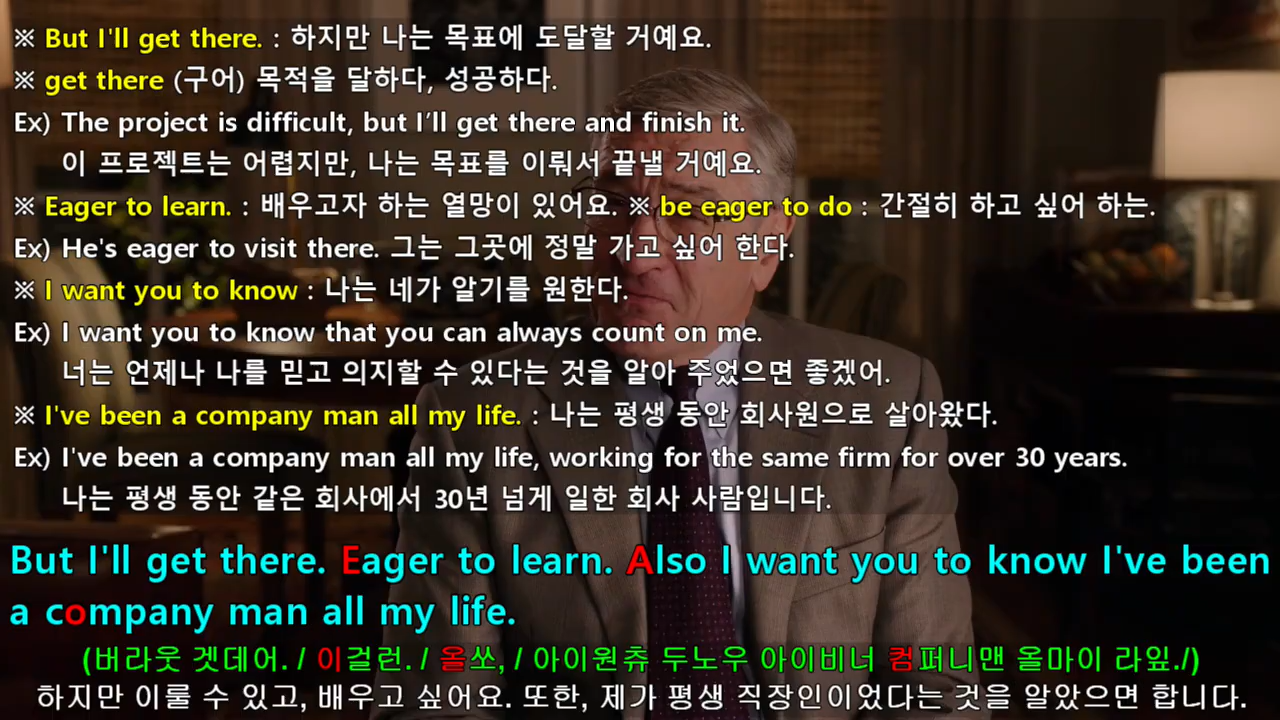 ※ But I'll get there. : 하지만 나는 목표에 도달할 거예요.
※ get there (구어) 목적을 달하다, 성공하다.
Ex) The project is difficult, but I’ll get there and finish it.
이 프로젝트는 어렵지만, 나는 목표를 이뤄서 끝낼 거예요.
※ Eager to learn. : 배우고자 하는 열망이 있어요. ※ be eager to do : 간절히 하고 싶어 하는.
Ex) He's eager to visit there. 그는 그곳에 정말 가고 싶어 한다.
※ I want you to know : 나는 네가 알기를 원한다.
Ex) I want you to know that you can always count on me.
너는 언제나 나를 믿고 의지할 수 있다는 것을 알아 주었으면 좋겠어.
※ I've been a company man all my life. : 나는 평생 동안 회사원으로 살아왔다.
Ex) I've been a company man all my life, working for the same firm for over 30 years.
나는 평생 동안 같은 회사에서 30년 넘게 일한 회사 사람입니다.
But I'll get there. Eager to learn. Also I want you to know I've been
a company man all my life.
(버라웃 겟데어. / 이걸런. / 올쏘, / 아이원츄 두노우 아이비너 컴퍼니맨 올마이 라잎./)
하지만 이룰 수 있고, 배우고 싶어요. 또한, 제가 평생 직장인이었다는 것을 알았으면 합니다.